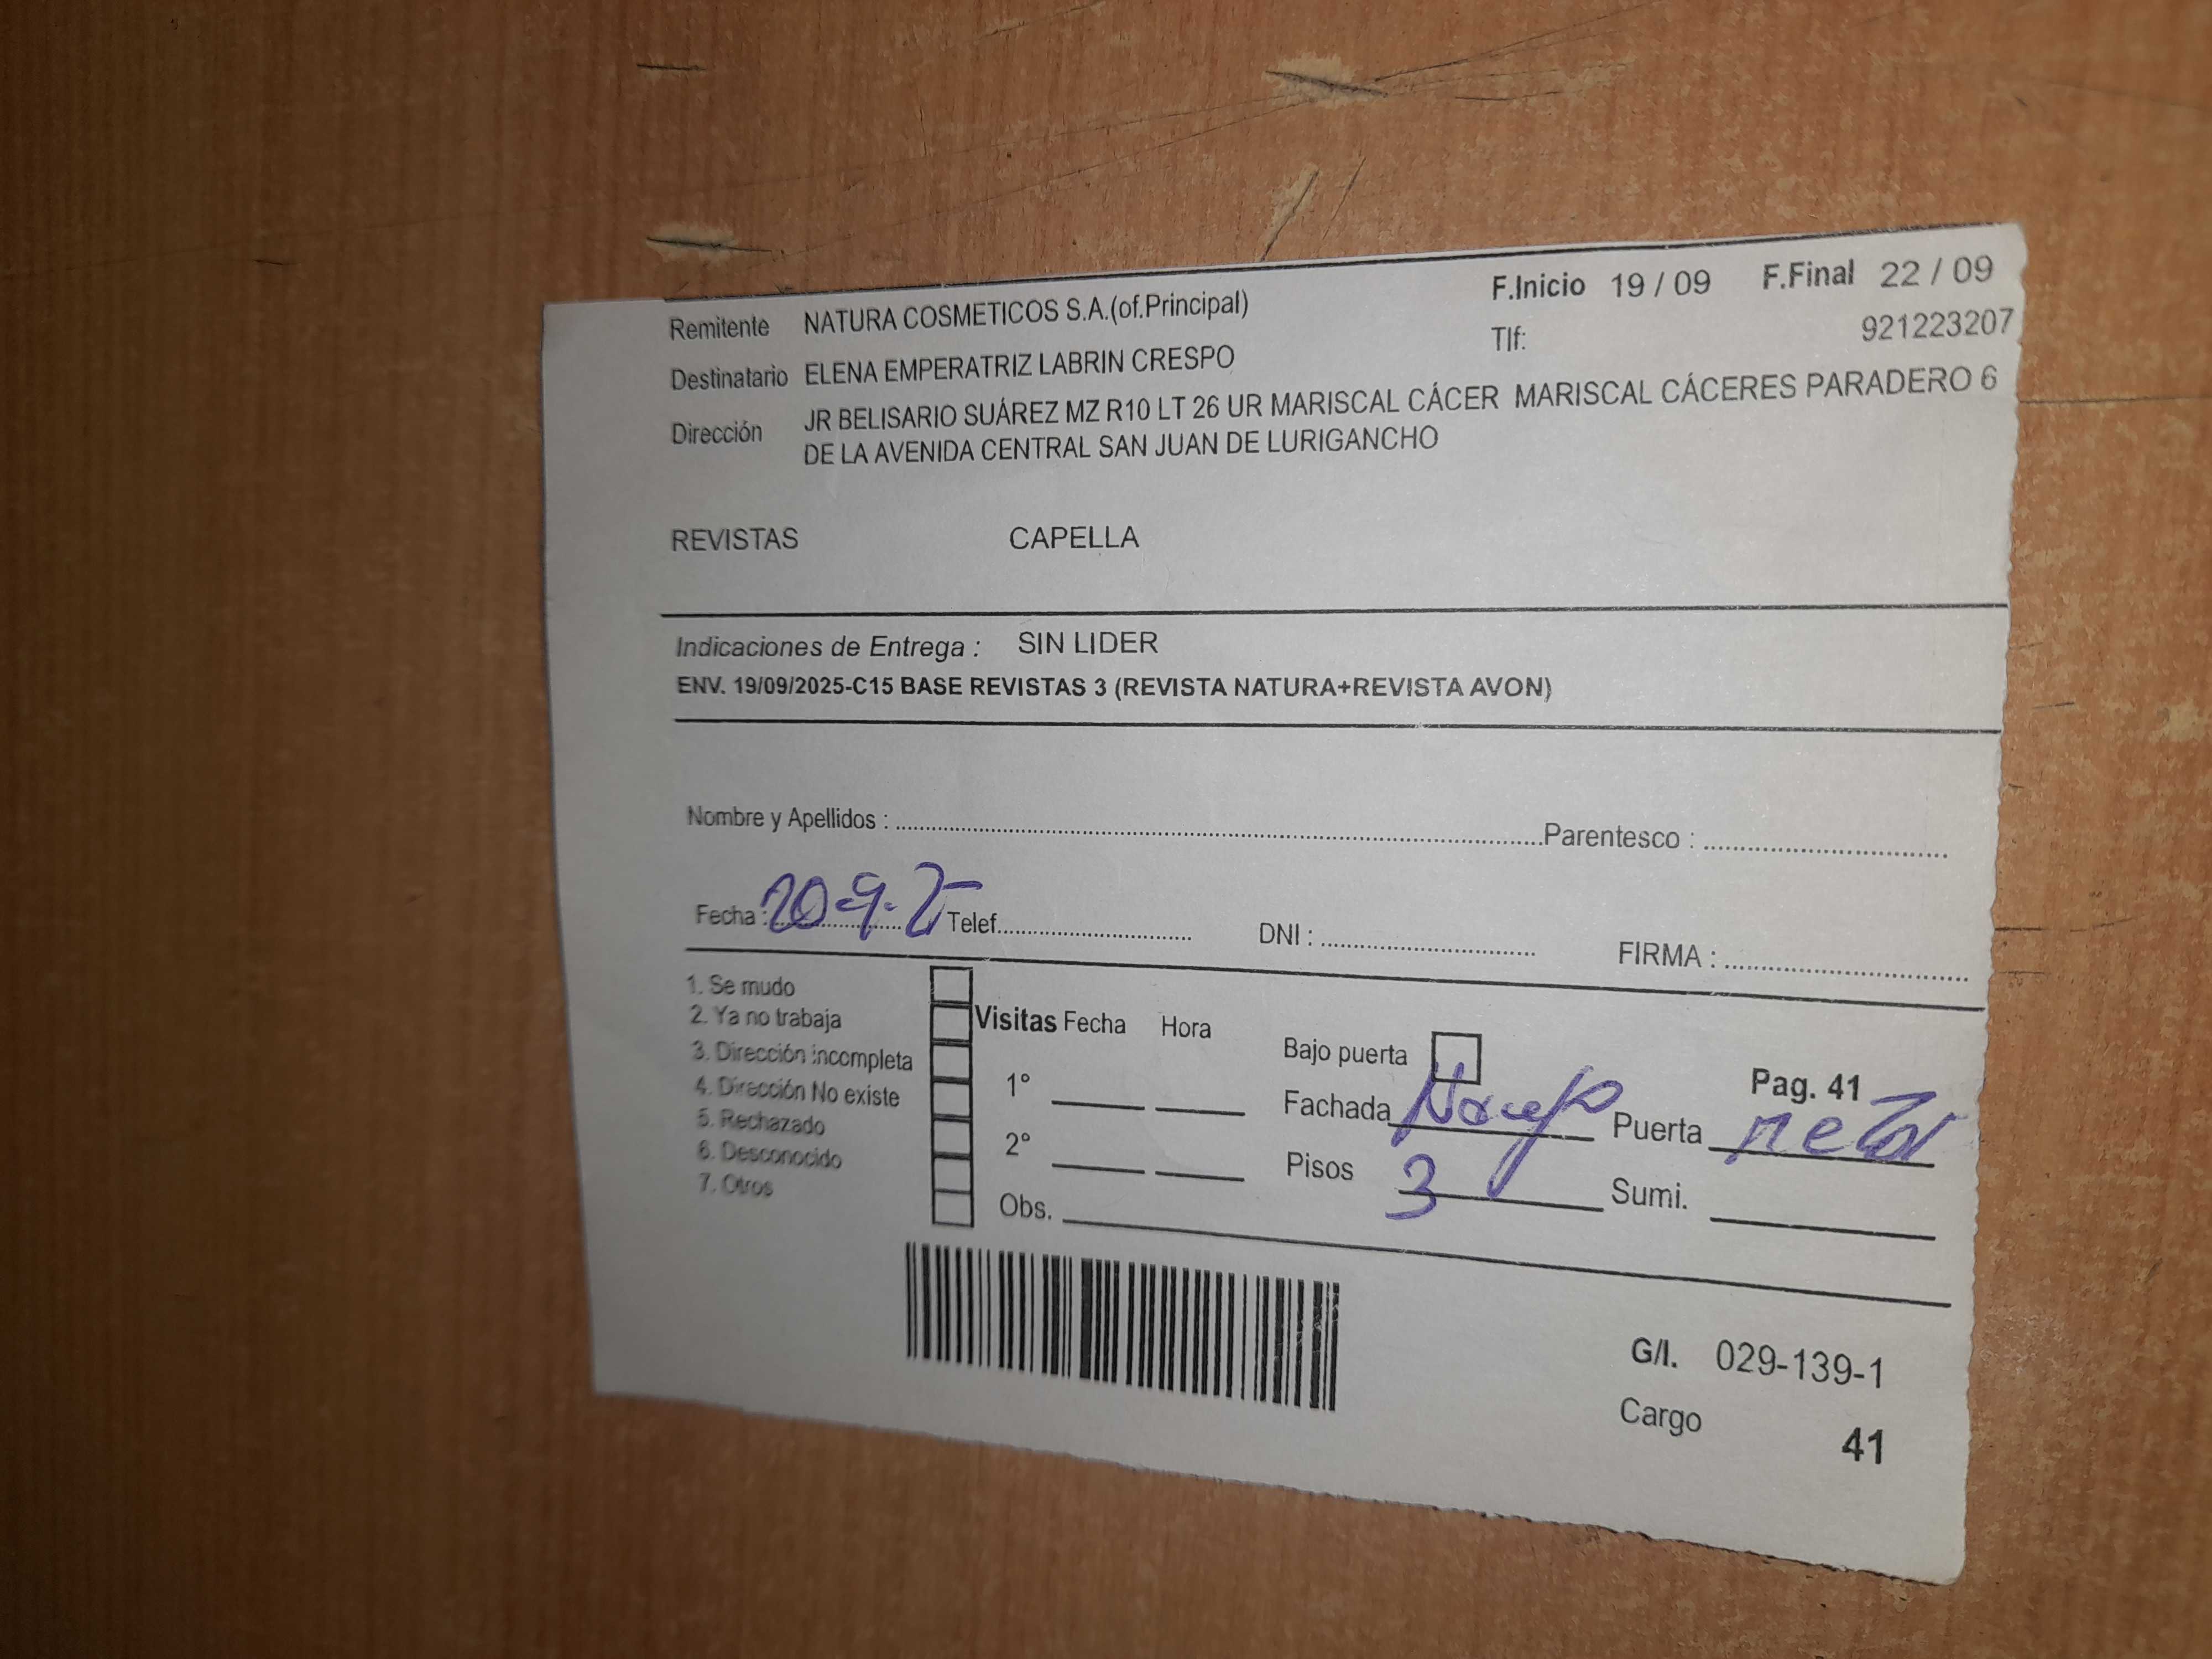 F.Inicio 19 / 09 F.Final 22 / 09
Remitente NATURA COSMETICOS S.A.(of.Principal)
Tlf: 921223207
Destinatario ELENA EMPERATRIZ LABRIN CRESPO
Dirección JR BELISARIO SUÁREZ MZ R10 LT 26 UR MARISCAL CÁCER MARISCAL CÁCERES PARADERO 6
DE LA AVENIDA CENTRAL SAN JUAN DE LURIGANCHO
REVISTAS CAPELLA
Indicaciones de Entrega : SIN LIDER
ENV. 19/09/2025-C15 BASE REVISTAS 3 (REVISTA NATURA+REVISTA AVON)
Nombre y Apellidos : Parentesco :
Fecha : 20-9-25 Telef. DNI : FIRMA :
1. Se mudo
2. Ya no trabaja
3. Dirección incompleta
4. Dirección No existe
5. Rechazado
6. Desconocido
7. Otros
Visitas Fecha Hora
1°
2°
Obs.
Bajo puerta
Pag. 41
Fachada Puerta
Pisos 3 Sumi.
G/I. 029-139-1
Cargo 41